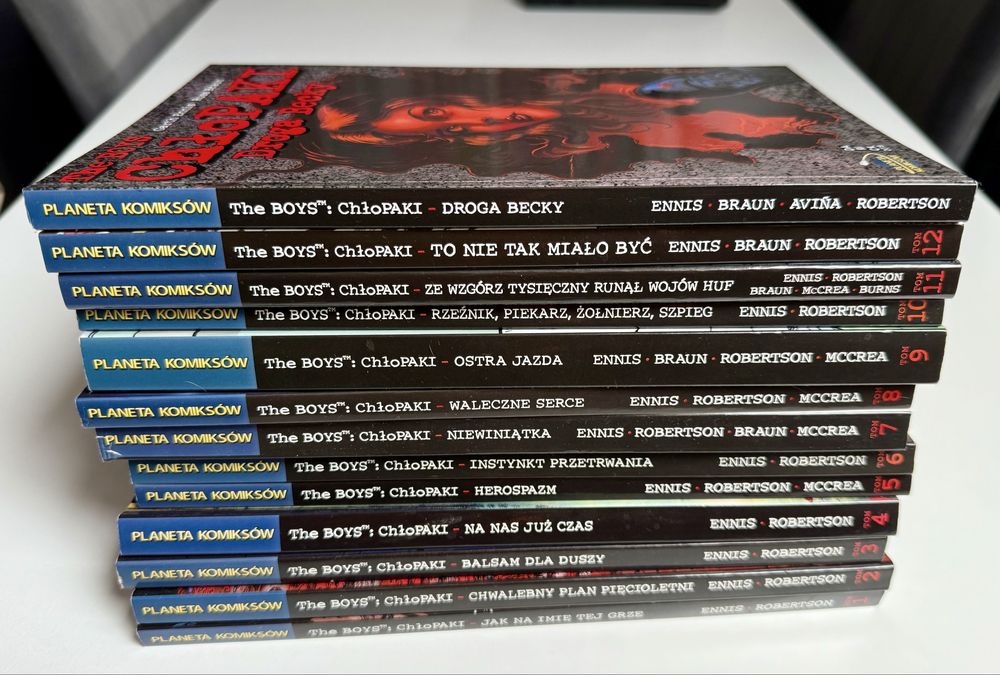 THE BOYS
CHŁOPAKI
Droga Becky
PLANETA KOMIKSÓW The BOYS™: ChłoPAKI - DROGA BECKY ENNIS · BRAUN · AVIÑA · ROBERTSON
PLANETA KOMIKSÓW The BOYS™: ChłoPAKI - TO NIE TAK MIAŁO BYĆ ENNIS · BRAUN · ROBERTSON TOM 12
PLANETA KOMIKSÓW The BOYS™: ChłoPAKI - ZE WZGÓRZ TYSIĘCZNY RUNĄŁ WOJÓW HUF ENNIS · ROBERTSON
BRAUN · McCREA · BURNS TOM 11
PLANETA KOMIKSÓW The BOYS™: ChłoPAKI - RZEŹNIK, PIEKARZ, ŻOŁNIERZ, SZPIEG ENNIS · ROBERTSON TOM 10
PLANETA KOMIKSÓW The BOYS™: ChłoPAKI - OSTRA JAZDA ENNIS · BRAUN · ROBERTSON · MCCREA TOM 9
PLANETA KOMIKSÓW The BOYS™: ChłoPAKI - WALECZNE SERCE ENNIS · ROBERTSON · MCCREA TOM 8
PLANETA KOMIKSÓW The BOYS™: ChłoPAKI - NIEWINIĄTKA ENNIS · ROBERTSON · BRAUN · MCCREA TOM 7
PLANETA KOMIKSÓW The BOYS™: ChłoPAKI - INSTYNKT PRZETRWANIA ENNIS · ROBERTSON TOM 6
PLANETA KOMIKSÓW The BOYS™: ChłoPAKI - HEROSPAZM ENNIS · ROBERTSON · MCCREA TOM 5
PLANETA KOMIKSÓW The BOYS™: ChłoPAKI - NA NAS JUŻ CZAS ENNIS · ROBERTSON TOM 4
PLANETA KOMIKSÓW The BOYS™: ChłoPAKI - BALSAM DLA DUSZY ENNIS · ROBERTSON TOM 3
PLANETA KOMIKSÓW The BOYS™: ChłoPAKI - CHWALEBNY PLAN PIĘCIOLETNI ENNIS · ROBERTSON TOM 2
PLANETA KOMIKSÓW The BOYS™: ChłoPAKI - JAK NA IMIĘ TEJ GRZE ENNIS · ROBERTSON TOM 1